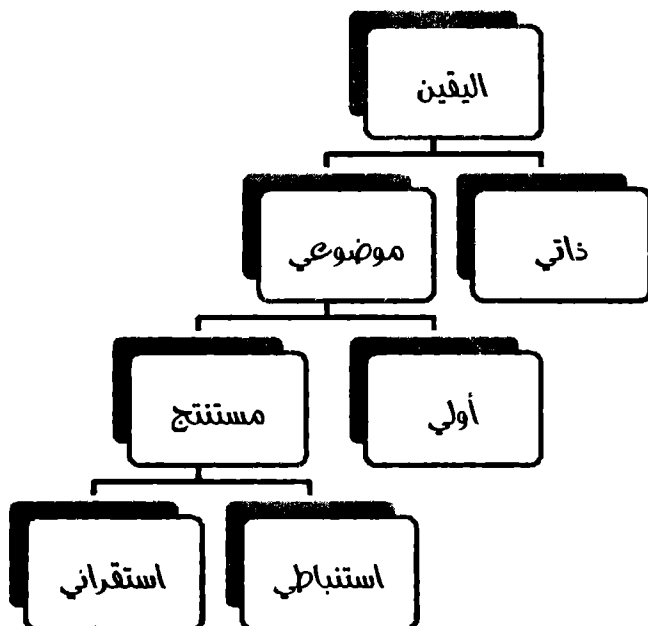 اليقين
ذاتي
موضوعي
أولي
مستنتج
استنباطي
استقرائي